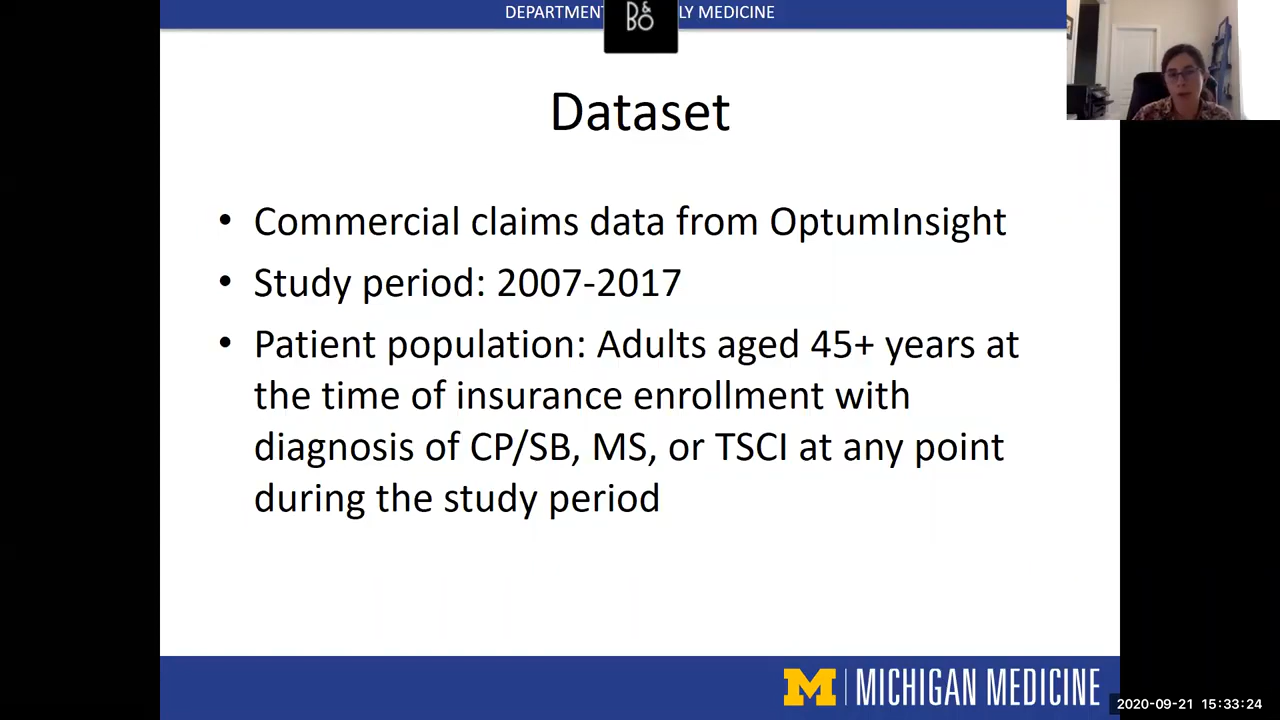 DEPARTMENT LY MEDICINE
D&
BO
Dataset
• Commercial claims data from OptumInsight
• Study period: 2007-2017
• Patient population: Adults aged 45+ years at
the time of insurance enrollment with
diagnosis of CP/SB, MS, or TSCI at any point
during the study period
M | MICHIGAN MEDICINE
2020-09-21 15:33:24